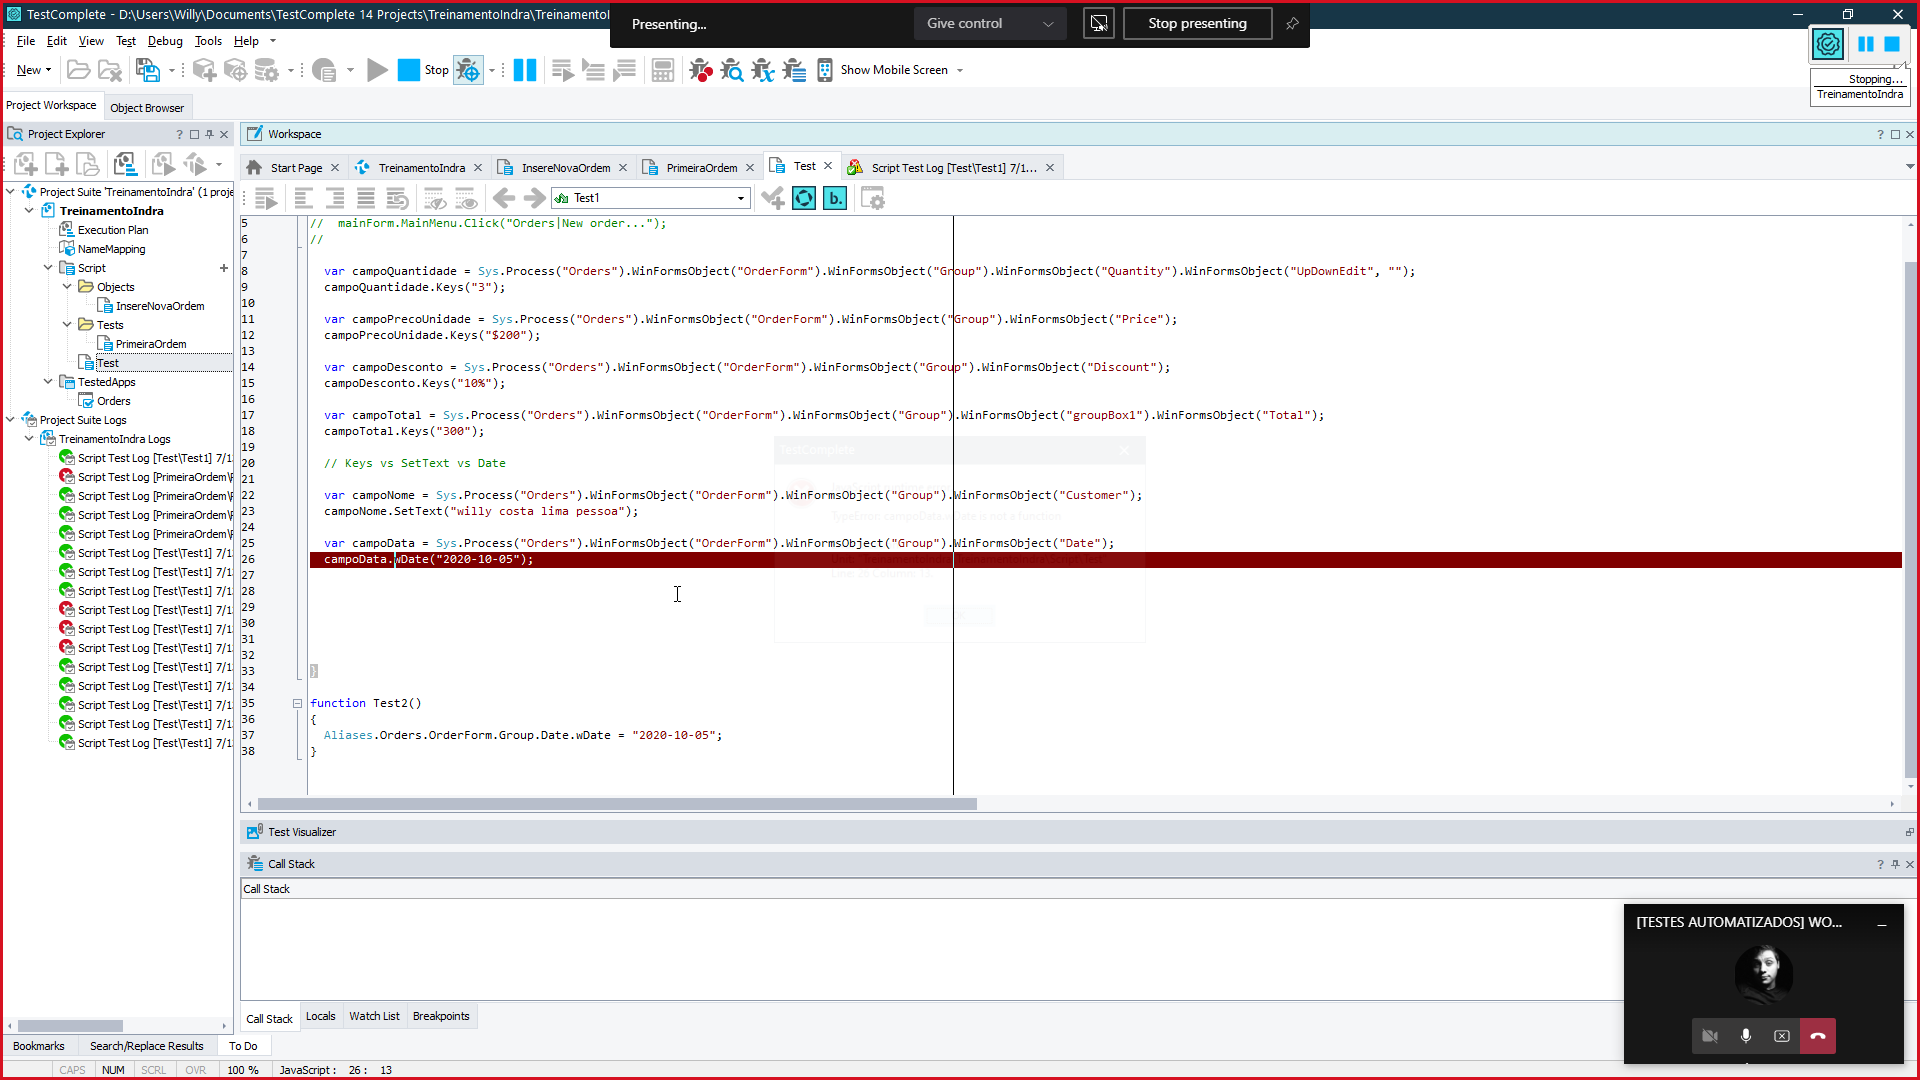 TestComplete - D:\Users\Willy\Documents\TestComplete 14 Projects\TreinamentoIndra\TreinamentoI
Presenting...
Give control
Stop presenting
File Edit View Test Debug Tools Help
New
Stop
Show Mobile Screen
Stopping...
TreinamentoIndra
Project Workspace
Object Browser
Project Explorer
Workspace
Start Page
TreinamentoIndra
InsereNovaOrdem
PrimeiraOrdem
Test
Script Test Log [Test\Test1] 7/1...
Test1
Project Suite 'TreinamentoIndra' (1 proje
TreinamentoIndra
Execution Plan
NameMapping
Script
Objects
InsereNovaOrdem
Tests
PrimeiraOrdem
Test
TestedApps
Orders
Project Suite Logs
TreinamentoIndra Logs
Script Test Log [Test\Test1] 7/1
Script Test Log [PrimeiraOrdem\
Script Test Log [PrimeiraOrdem\
Script Test Log [PrimeiraOrdem\
Script Test Log [PrimeiraOrdem\
Script Test Log [Test\Test1] 7/1
Script Test Log [Test\Test1] 7/1
Script Test Log [Test\Test1] 7/1
Script Test Log [Test\Test1] 7/1
Script Test Log [Test\Test1] 7/1
Script Test Log [Test\Test1] 7/1
Script Test Log [Test\Test1] 7/1
Script Test Log [Test\Test1] 7/1
Script Test Log [Test\Test1] 7/1
Script Test Log [Test\Test1] 7/1
Script Test Log [Test\Test1] 7/1
5 // mainForm.MainMenu.Click("Orders|New order...");
6 //
7
8 var campoQuantidade = Sys.Process("Orders").WinFormsObject("OrderForm").WinFormsObject("Group").WinFormsObject("Quantity").WinFormsObject("UpDownEdit", "");
9 campoQuantidade.Keys("3");
10
11 var campoPrecoUnidade = Sys.Process("Orders").WinFormsObject("OrderForm").WinFormsObject("Group").WinFormsObject("Price");
12 campoPrecoUnidade.Keys("$200");
13
14 var campoDesconto = Sys.Process("Orders").WinFormsObject("OrderForm").WinFormsObject("Group").WinFormsObject("Discount");
15 campoDesconto.Keys("10%");
16
17 var campoTotal = Sys.Process("Orders").WinFormsObject("OrderForm").WinFormsObject("Group").WinFormsObject("groupBox1").WinFormsObject("Total");
18 campoTotal.Keys("300");
19
20 // Keys vs SetText vs Date
21
22 var campoNome = Sys.Process("Orders").WinFormsObject("OrderForm").WinFormsObject("Group").WinFormsObject("Customer");
23 campoNome.SetText("willy costa lima pessoa");
24
25 var campoData = Sys.Process("Orders").WinFormsObject("OrderForm").WinFormsObject("Group").WinFormsObject("Date");
26 campoData.wDate("2020-10-05");
27
28
29
30
31
32
33 }
34
35 function Test2()
36 {
37 Aliases.Orders.OrderForm.Group.Date.wDate = "2020-10-05";
38 }
TestComplete
TypeError: campoData.wDate is not a function
Test Visualizer
Call Stack
Call Stack
Call Stack Locals Watch List Breakpoints
Bookmarks Search/Replace Results To Do
CAPS NUM SCRL OVR 100 % JavaScript : 26 : 13
[TESTES AUTOMATIZADOS] WO...